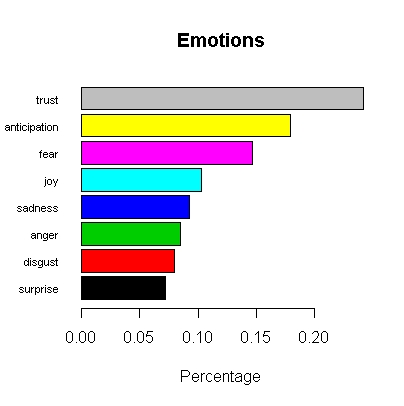 Emotions
trust
anticipation
fear
joy
sadness
anger
disgust
surprise
0.00 0.05 0.10 0.15 0.20
Percentage